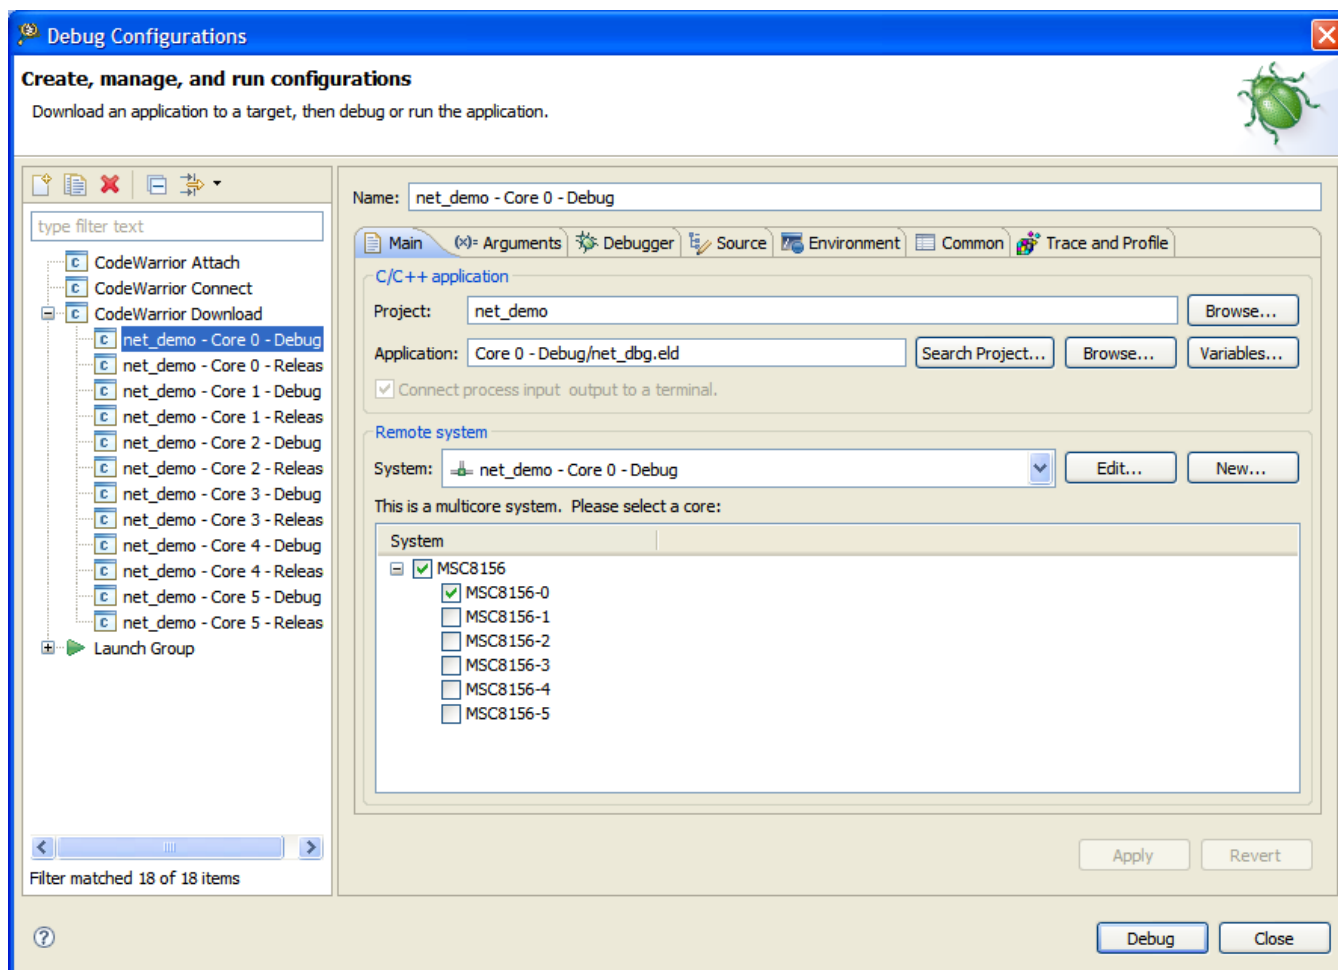 Debug Configurations
Create, manage, and run configurations
Download an application to a target, then debug or run the application.
type filter text
CodeWarrior Attach
CodeWarrior Connect
CodeWarrior Download
net_demo - Core 0 - Debug
net_demo - Core 0 - Releas
net_demo - Core 1 - Debug
net_demo - Core 1 - Releas
net_demo - Core 2 - Debug
net_demo - Core 2 - Releas
net_demo - Core 3 - Debug
net_demo - Core 3 - Releas
net_demo - Core 4 - Debug
net_demo - Core 4 - Releas
net_demo - Core 5 - Debug
net_demo - Core 5 - Releas
Launch Group
Filter matched 18 of 18 items
Name: net_demo - Core 0 - Debug
Main (x)= Arguments Debugger Source Environment Common Trace and Profile
C/C++ application
Project: net_demo Browse...
Application: Core 0 - Debug/net_dbg.eld Search Project... Browse... Variables...
Connect process input output to a terminal.
Remote system
System: net_demo - Core 0 - Debug Edit... New...
This is a multicore system. Please select a core:
System
MSC8156
MSC8156-0
MSC8156-1
MSC8156-2
MSC8156-3
MSC8156-4
MSC8156-5
Apply Revert
Debug Close